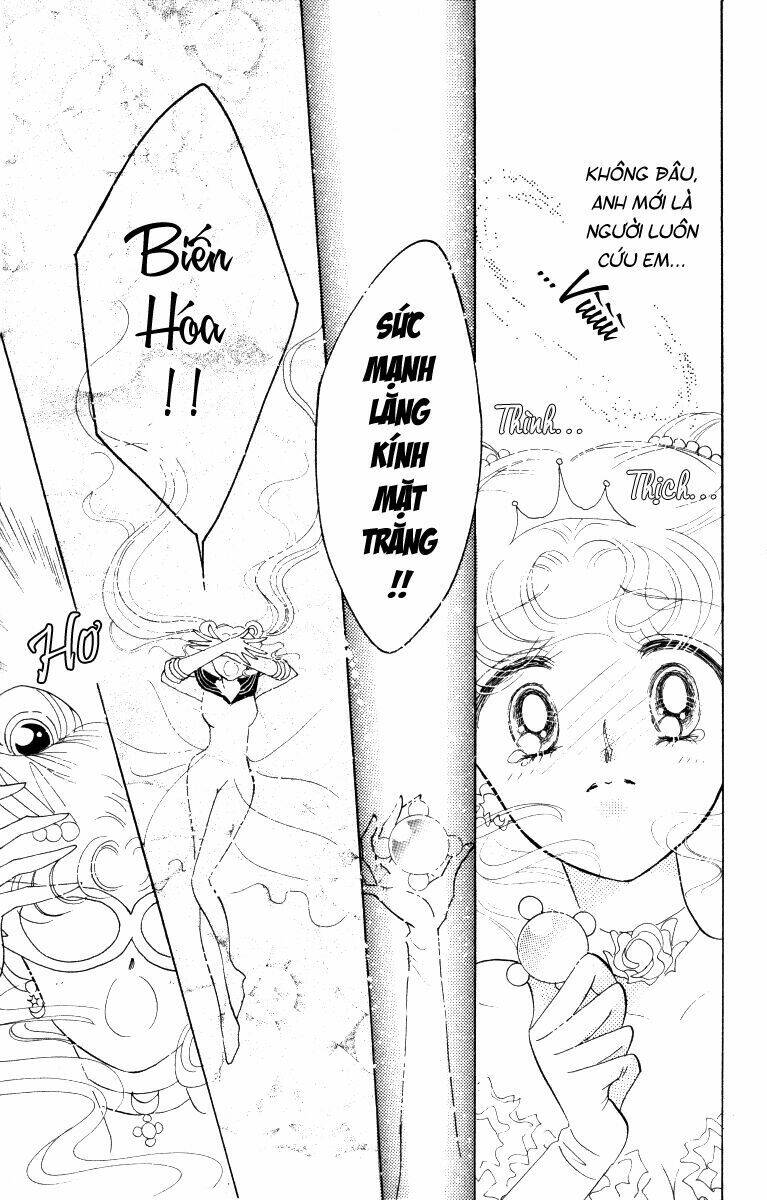 KHÔNG ĐÂU,
ANH MỚI LÀ
NGƯỜI LUÔN
CỨU EM...
...Vùùù
Thình...
Thịch...
SỨC
MẠNH
LĂNG
KÍNH
MẶT
TRĂNG
!!
Biến
Hóa
!!
Hơ